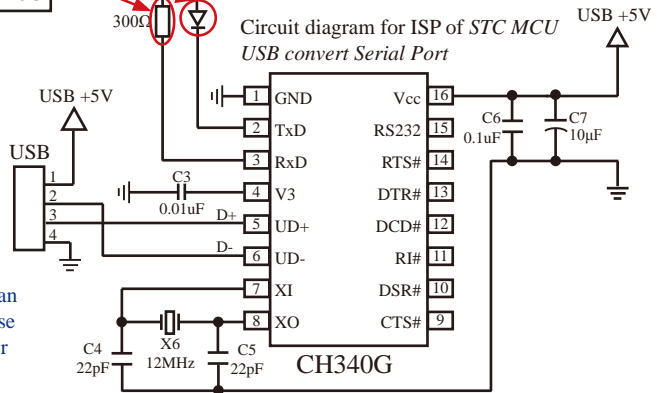 300Ω
Circuit diagram for ISP of STC MCU
USB convert Serial Port
USB +5V
USB +5V
USB
1
2
3
4
1 GND
2 TxD
3 RxD
4 V3
5 UD+
6 UD-
7 XI
8 XO
Vcc 16
RS232 15
RTS# 14
DTR# 13
DCD# 12
RI# 11
DSR# 10
CTS# 9
C6
0.1uF
C7
10μF
C3
0.01uF
D+
D-
an
se
r
C4
22pF
X6
12MHz
C5
22pF
CH340G